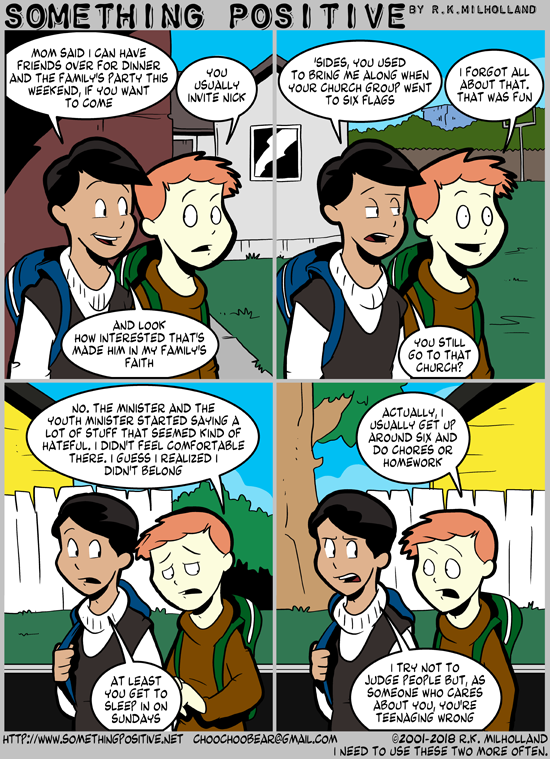 SOMETHING POSITIVE BY R.K.MILHOLLAND
MOM SAID I CAN HAVE
FRIENDS OVER FOR DINNER
AND THE FAMILY'S PARTY THIS
WEEKEND, IF YOU WANT
TO COME
YOU
USUALLY
INVITE NICK
AND LOOK
HOW INTERESTED THAT'S
MADE HIM IN MY FAMILY'S
FAITH
'SIDES, YOU USED
TO BRING ME ALONG WHEN
YOUR CHURCH GROUP WENT
TO SIX FLAGS
I FORGOT ALL
ABOUT THAT.
THAT WAS FUN
YOU STILL
GO TO THAT
CHURCH?
NO. THE MINISTER AND THE
YOUTH MINISTER STARTED SAYING A
LOT OF STUFF THAT SEEMED KIND OF
HATEFUL. I DIDN'T FEEL COMFORTABLE
THERE. I GUESS I REALIZED I
DIDN'T BELONG
AT LEAST
YOU GET TO
SLEEP IN ON
SUNDAYS
ACTUALLY, I
USUALLY GET UP
AROUND SIX AND
DO CHORES OR
HOMEWORK
I TRY NOT TO
JUDGE PEOPLE BUT, AS
SOMEONE WHO CARES
ABOUT YOU, YOU'RE
TEENAGING WRONG
HTTP://WWW.SOMETHINGPOSITIVE.NET CHOOCHOOBEAR@GMAIL.COM ©2001-2018 R.K. MILHOLLAND
I NEED TO USE THESE TWO MORE OFTEN.